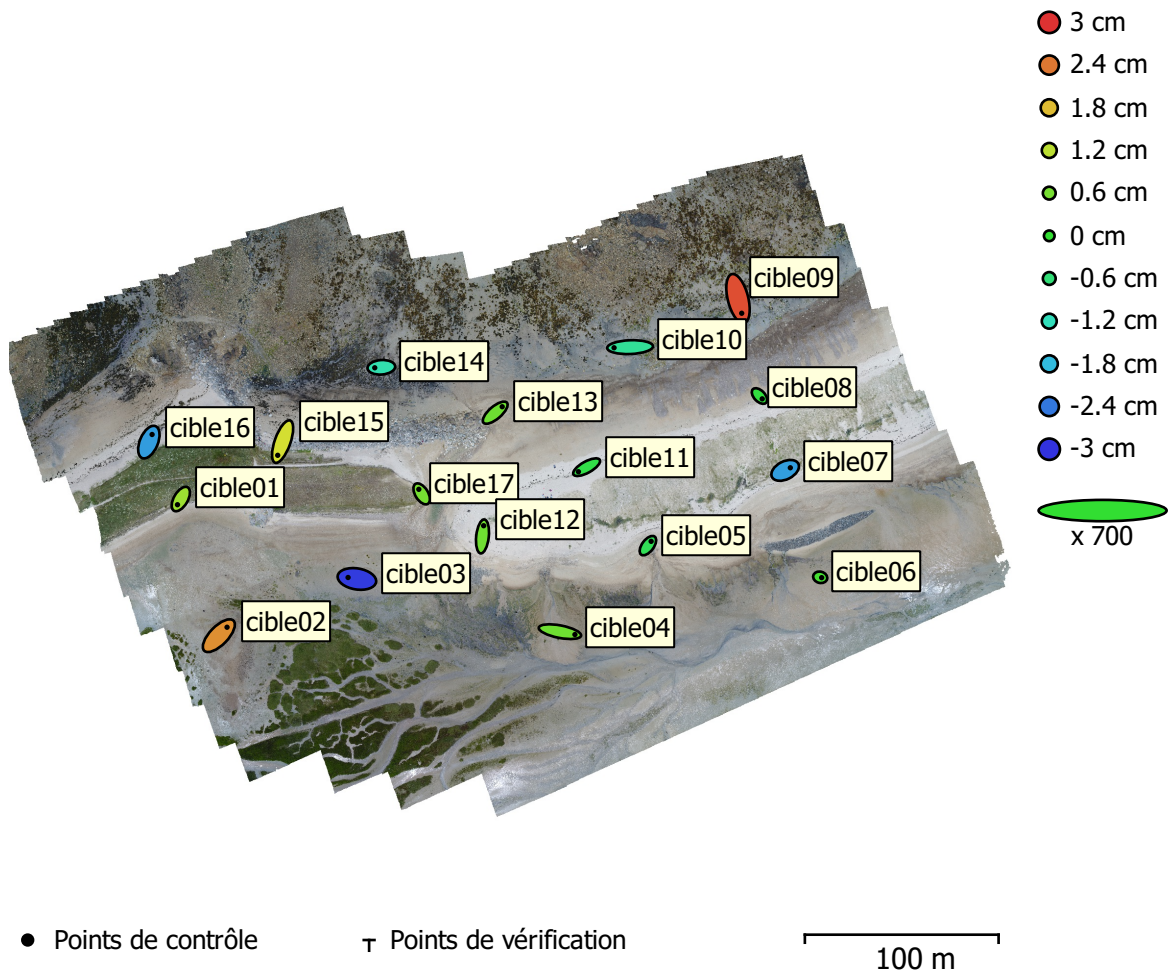 3 cm
2.4 cm
1.8 cm
1.2 cm
0.6 cm
0 cm
-0.6 cm
-1.2 cm
-1.8 cm
-2.4 cm
-3 cm
x 700
cible09
cible10
cible14
cible08
cible13
cible15
cible16
cible11
cible07
cible01
cible17
cible12
cible05
cible03
cible06
cible02
cible04
Points de contrôle
Points de vérification
100 m